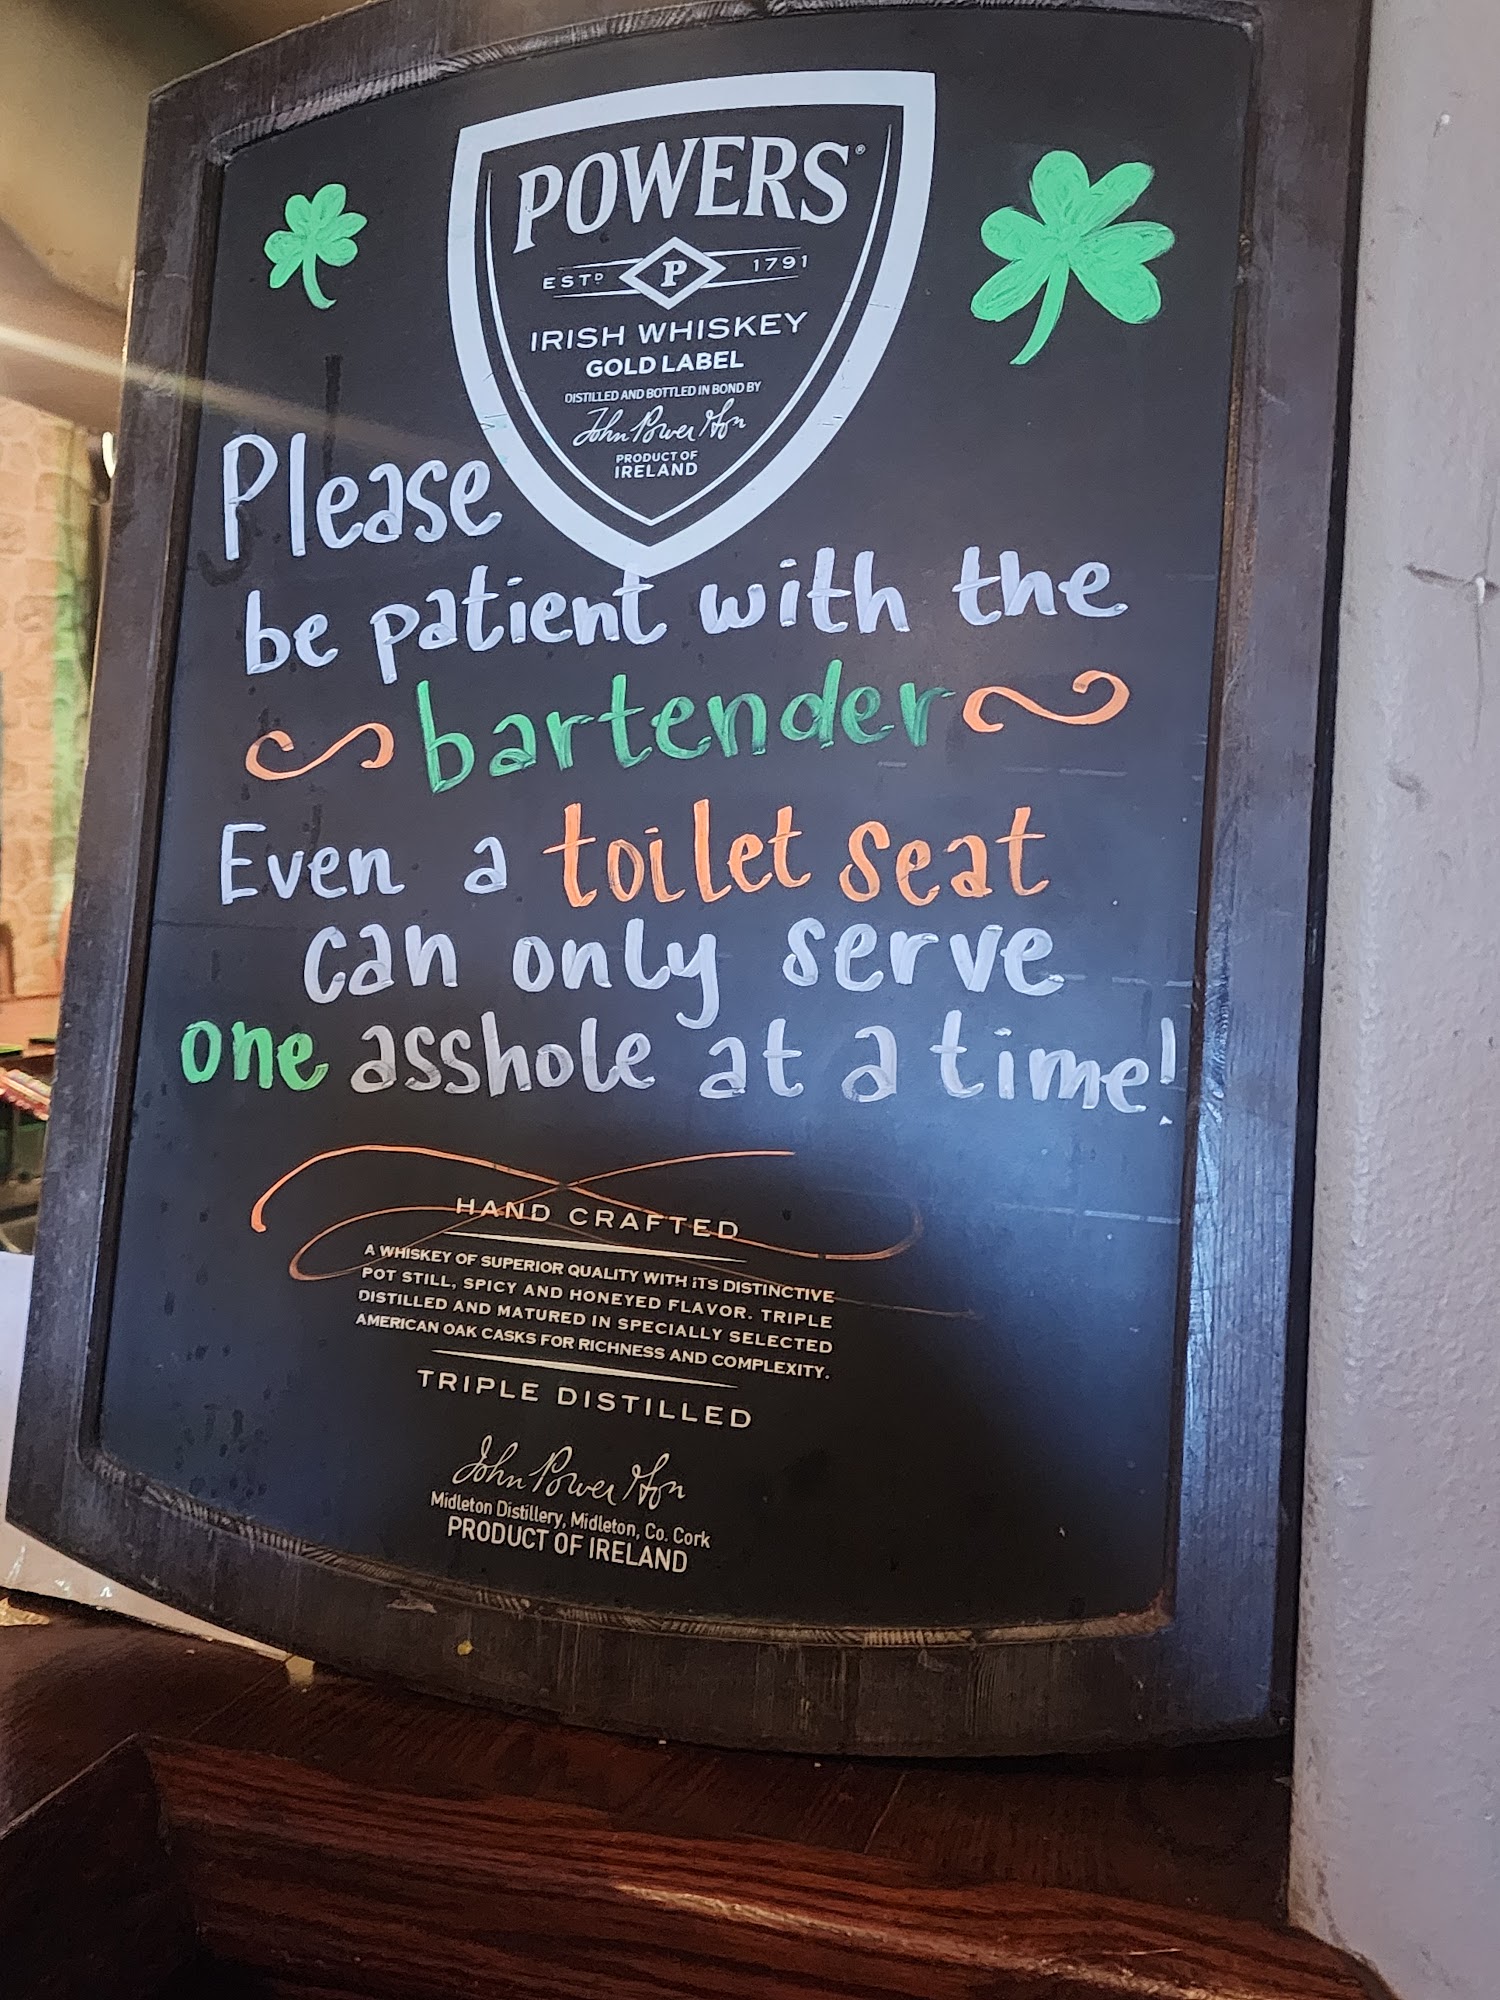 POWERS®
ESTD P 1791
IRISH WHISKEY
GOLD LABEL
DISTILLED AND BOTTLED IN BOND BY
John Power & Son
PRODUCT OF
IRELAND
Please
be patient with the
bartender
Even a toilet seat
can only serve
one asshole at a time!
HAND CRAFTED
A WHISKEY OF SUPERIOR QUALITY WITH ITS DISTINCTIVE
POT STILL, SPICY AND HONEYED FLAVOR. TRIPLE
DISTILLED AND MATURED IN SPECIALLY SELECTED
AMERICAN OAK CASKS FOR RICHNESS AND COMPLEXITY.
TRIPLE DISTILLED
John Power & Son
Midleton Distillery, Midleton, Co. Cork
PRODUCT OF IRELAND